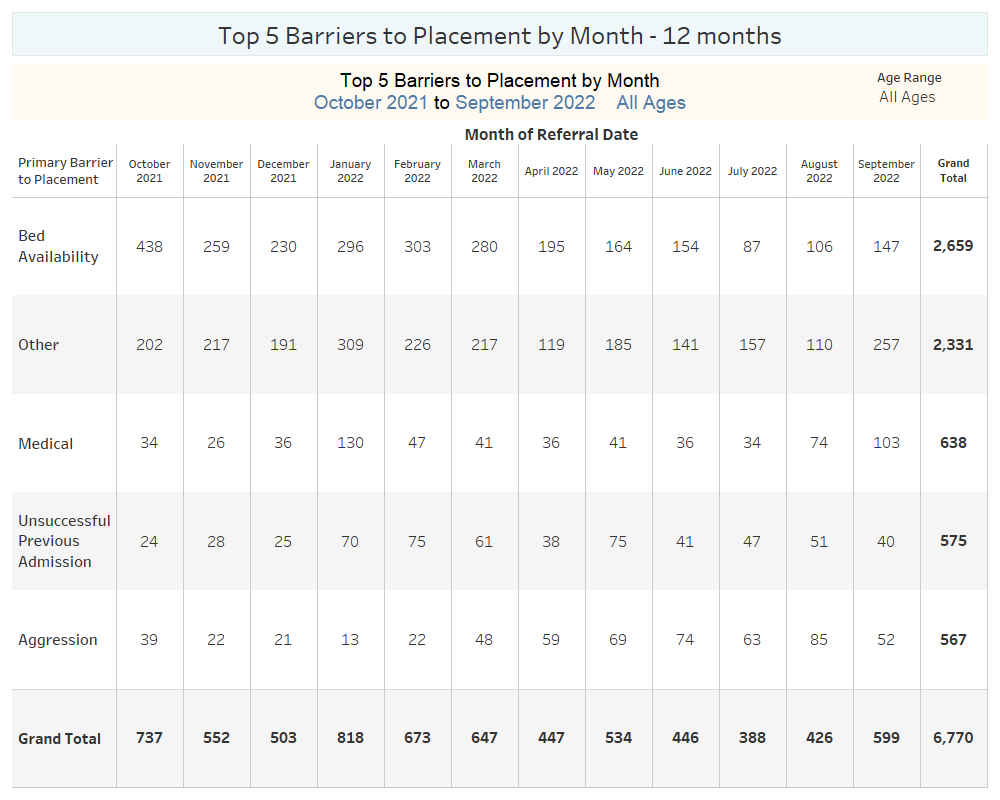 Top 5 Barriers to Placement by Month - 12 months
Top 5 Barriers to Placement by Month
October 2021 to September 2022 All Ages
Age Range
All Ages
Month of Referral Date
Primary Barrier to Placement October 2021 November 2021 December 2021 January 2022 February 2022 March 2022 April 2022 May 2022 June 2022 July 2022 August 2022 September 2022 Grand Total
Bed Availability 438 259 230 296 303 280 195 164 154 87 106 147 2,659
Other 202 217 191 309 226 217 119 185 141 157 110 257 2,331
Medical 34 26 36 130 47 41 36 41 36 34 74 103 638
Unsuccessful Previous Admission 24 28 25 70 75 61 38 75 41 47 51 40 575
Aggression 39 22 21 13 22 48 59 69 74 63 85 52 567
Grand Total 737 552 503 818 673 647 447 534 446 388 426 599 6,770